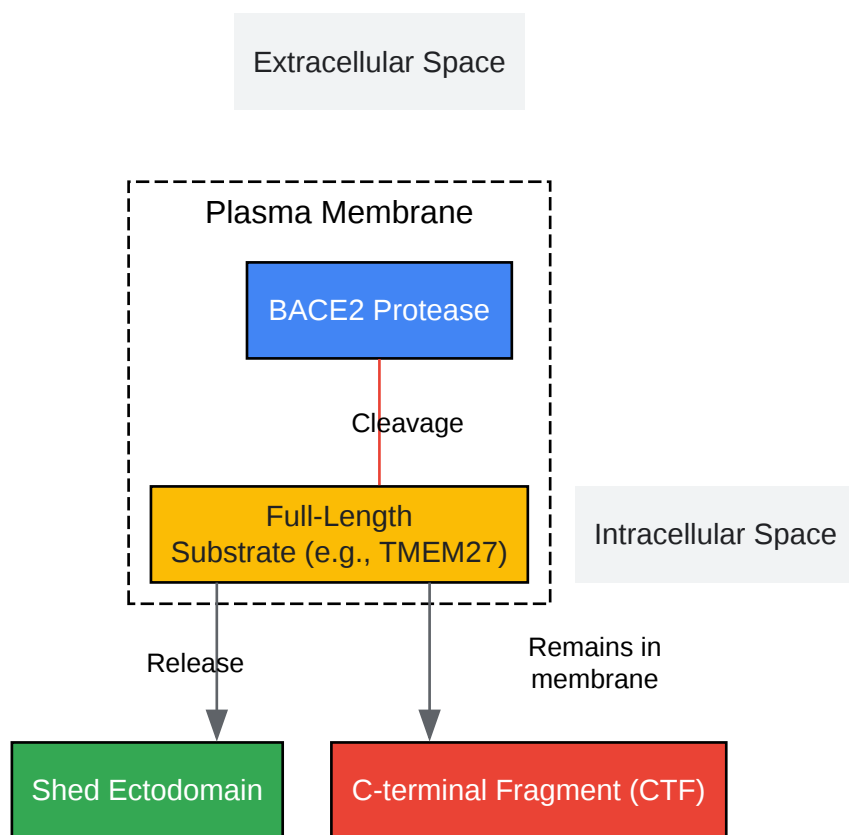 Extracellular Space
Plasma Membrane
BACE2 Protease
Cleavage
Full-Length
Substrate (e.g., TMEM27)
Intracellular Space
Release
Remains in
membrane
Shed Ectodomain
C-terminal Fragment (CTF)